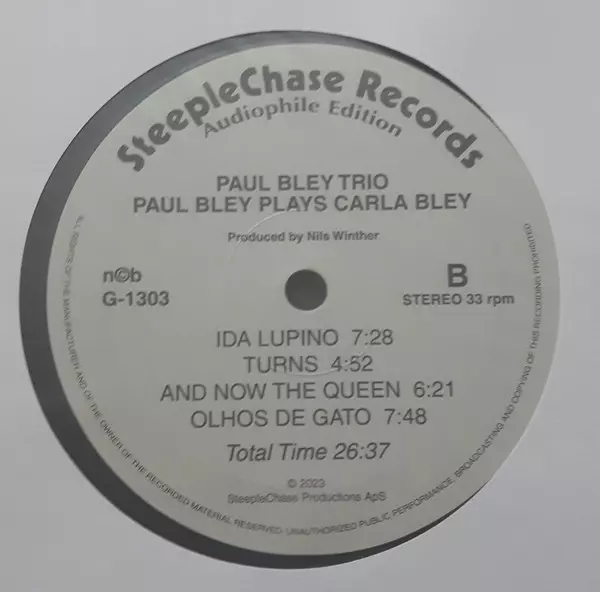 SteepleChase Records
Audiophile Edition
PAUL BLEY TRIO
PAUL BLEY PLAYS CARLA BLEY
Produced by Nils Winther
n©b
G-1303
B
STEREO 33 rpm
IDA LUPINO 7:28
TURNS 4:52
AND NOW THE QUEEN 6:21
OLHOS DE GATO 7:48
Total Time 26:37
© 2023
SteepleChase Productions ApS
ALL RIGHTS OF THE MANUFACTURER AND OF THE OWNER OF THE RECORDED MATERIAL RESERVED. UNAUTHORIZED PUBLIC PERFORMANCE, BROADCASTING AND COPYING OF THIS RECORDING PROHIBITED.